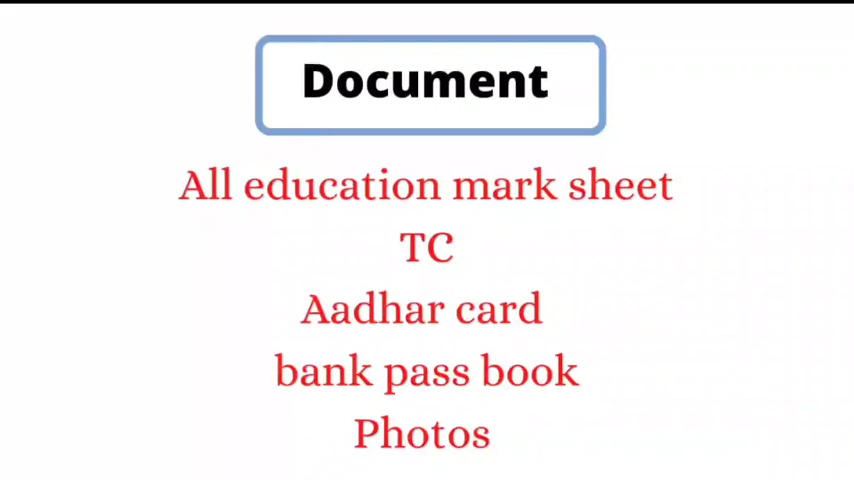 Document
All education mark sheet
TC
Aadhar card
bank pass book
Photos